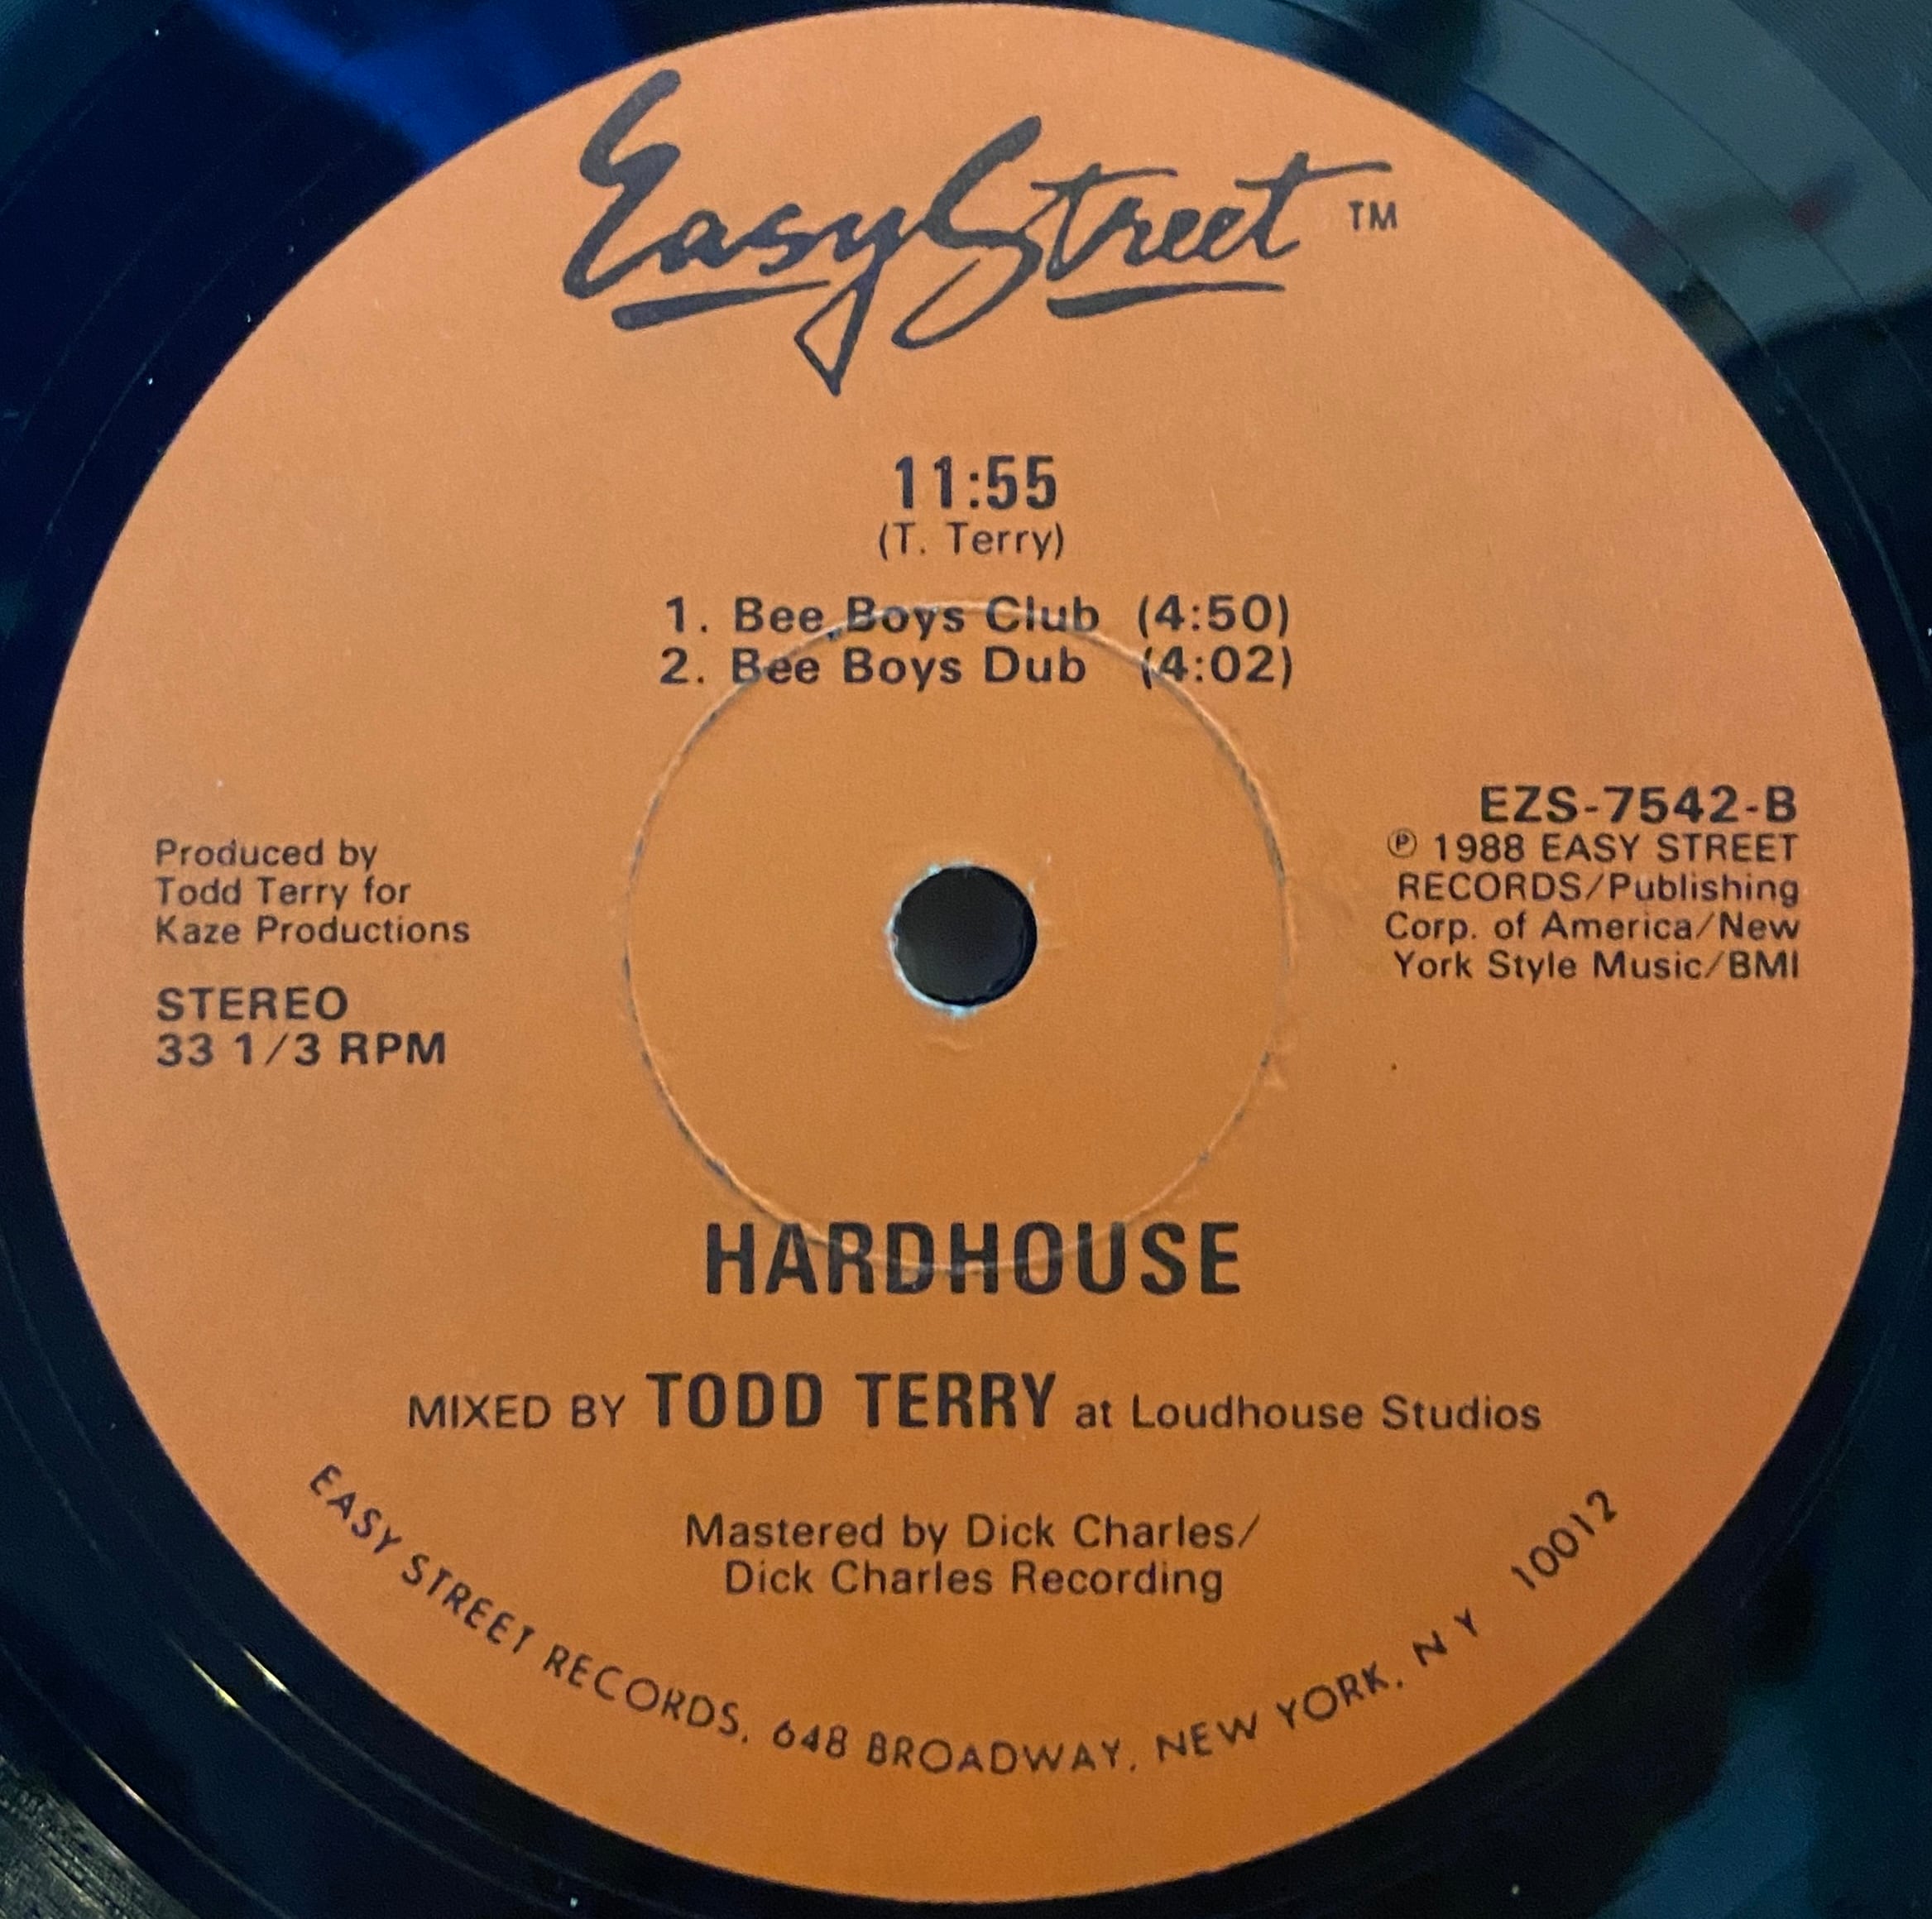 Easy Street ™
11:55
(T. Terry)
1. Bee Boys Club (4:50)
2. Bee Boys Dub (4:02)
Produced by
Todd Terry for
Kaze Productions
STEREO
33 1/3 RPM
EZS-7542-B
℗ 1988 EASY STREET
RECORDS/Publishing
Corp. of America/New
York Style Music/BMI
HARDHOUSE
MIXED BY TODD TERRY at Loudhouse Studios
Mastered by Dick Charles/
Dick Charles Recording
EASY STREET RECORDS, 648 BROADWAY, NEW YORK, N Y 10012